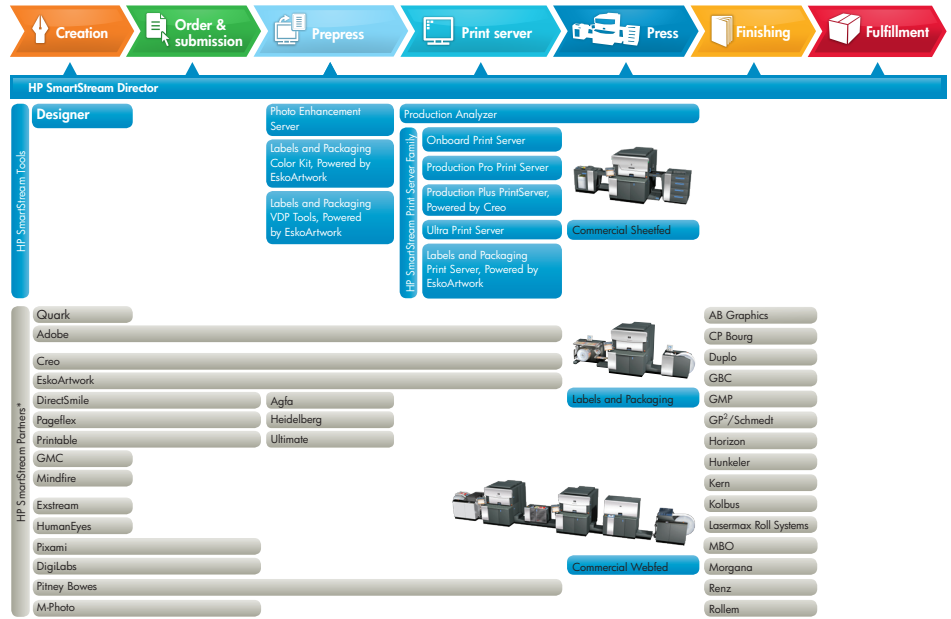 Creation
Order &
submission
Prepress
Print server
Press
Finishing
Fulfillment
HP SmartStream Director
HP SmartStream Tools
Designer
Photo Enhancement
Server
Labels and Packaging
Color Kit, Powered by
EskoArtwork
Labels and Packaging
VDP Tools, Powered
by EskoArtwork
Production Analyzer
HP SmartStream Print Server Family
Onboard Print Server
Production Pro Print Server
Production Plus PrintServer,
Powered by Creo
Ultra Print Server
Labels and Packaging
Print Server, Powered by
EskoArtwork
Commercial Sheetfed
HP SmartStream Partners*
Quark
Adobe
Creo
EskoArtwork
DirectSmile
Pageflex
Printable
GMC
Mindfire
Exstream
HumanEyes
Pixami
DigiLabs
Pitney Bowes
M-Photo
Agfa
Heidelberg
Ultimate
Labels and Packaging
Commercial Webfed
AB Graphics
CP Bourg
Duplo
GBC
GMP
GP²/Schmedt
Horizon
Hunkeler
Kern
Kolbus
Lasermax Roll Systems
MBO
Morgana
Renz
Rollem